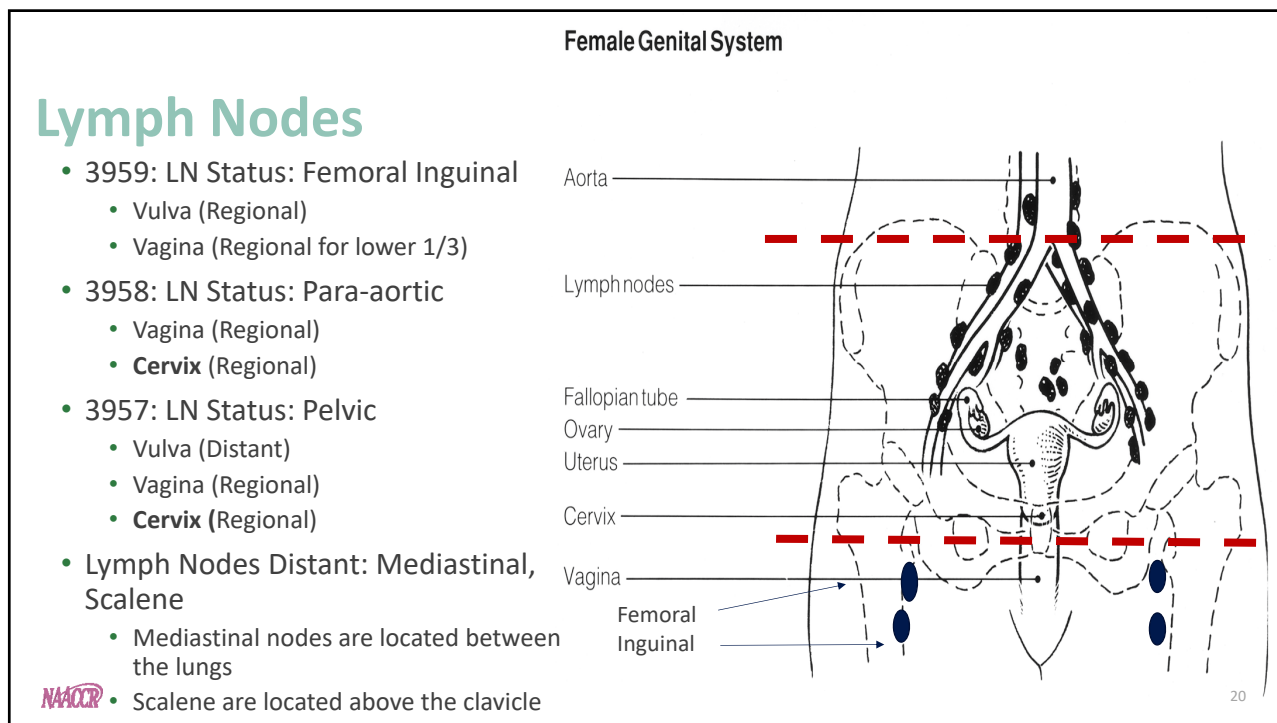 Female Genital System
Lymph Nodes
• 3959: LN Status: Femoral Inguinal
• Vulva (Regional)
• Vagina (Regional for lower 1/3)
• 3958: LN Status: Para-aortic
• Vagina (Regional)
• Cervix (Regional)
• 3957: LN Status: Pelvic
• Vulva (Distant)
• Vagina (Regional)
• Cervix (Regional)
• Lymph Nodes Distant: Mediastinal,
Scalene
• Mediastinal nodes are located between
the lungs
• Scalene are located above the clavicle
Aorta
Lymph nodes
Fallopian tube
Ovary
Uterus
Cervix
Vagina
Femoral
Inguinal
NAACCR
20